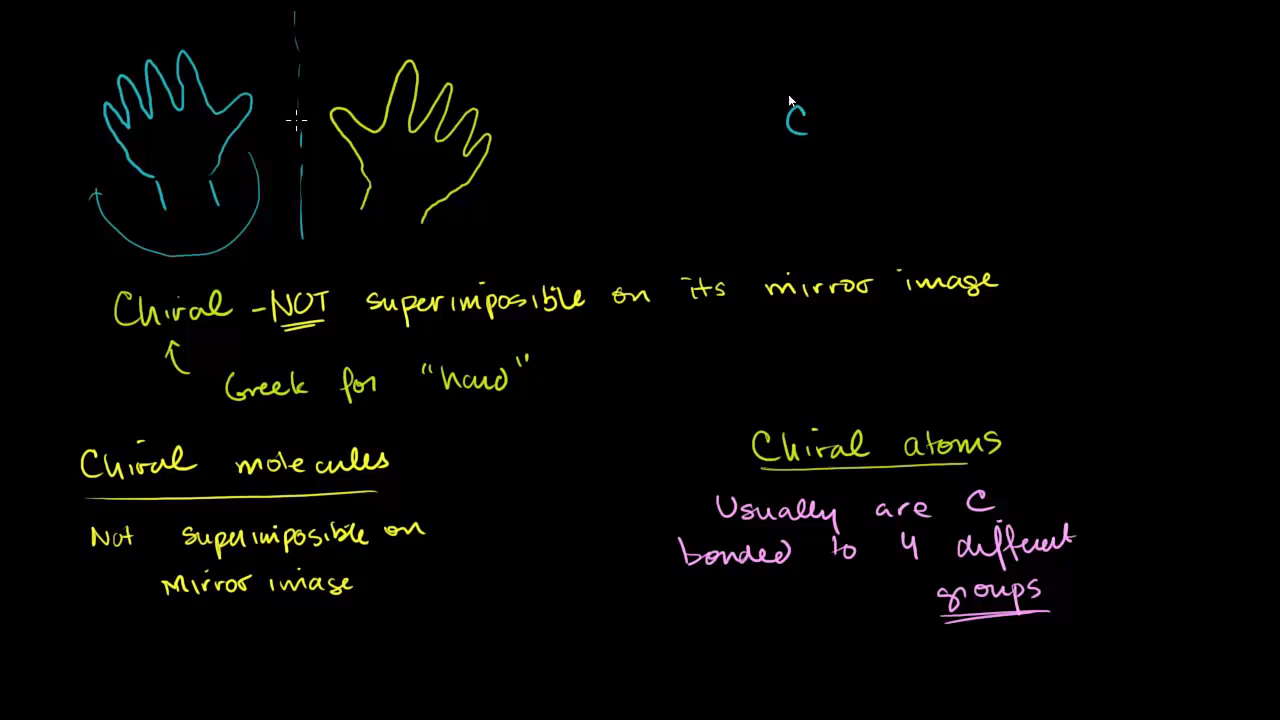 C
Chiral - NOT superimposible on its mirror image
Greek for "hand"
Chiral molecules
Not superimposible on
Mirror image
Chiral atoms
Usually are C
bonded to 4 different
groups